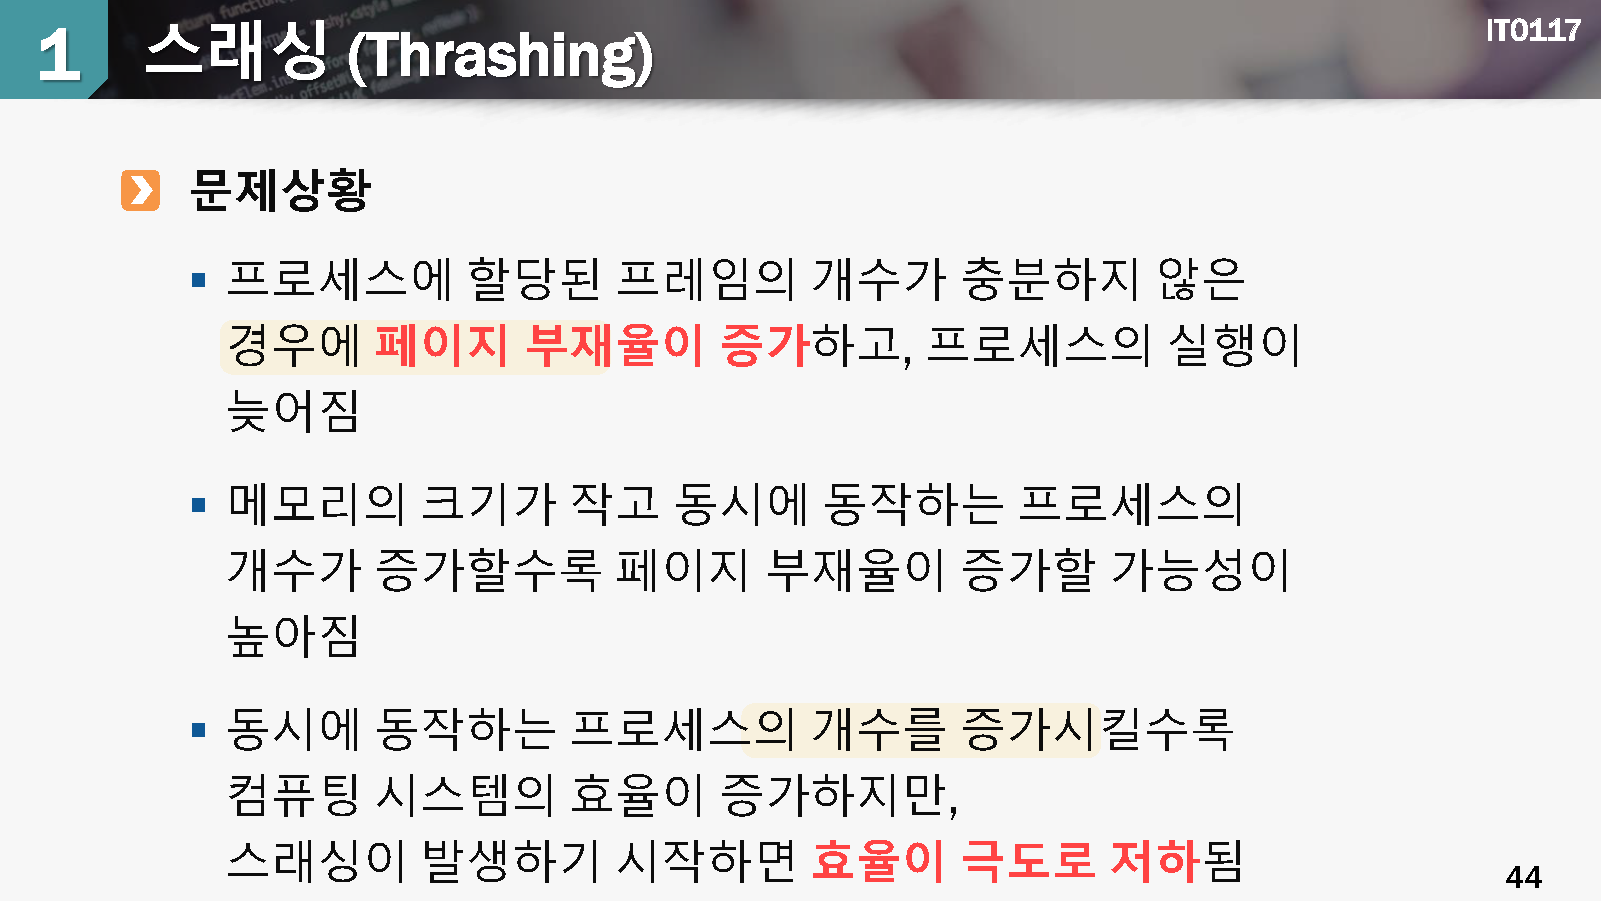 1 스래싱 (Thrashing)
IT0117
문제상황
프로세스에 할당된 프레임의 개수가 충분하지 않은
경우에 페이지 부재율이 증가하고, 프로세스의 실행이
늦어짐
메모리의 크기가 작고 동시에 동작하는 프로세스의
개수가 증가할수록 페이지 부재율이 증가할 가능성이
높아짐
동시에 동작하는 프로세스의 개수를 증가시킬수록
컴퓨팅 시스템의 효율이 증가하지만,
스래싱이 발생하기 시작하면 효율이 극도로 저하됨
44